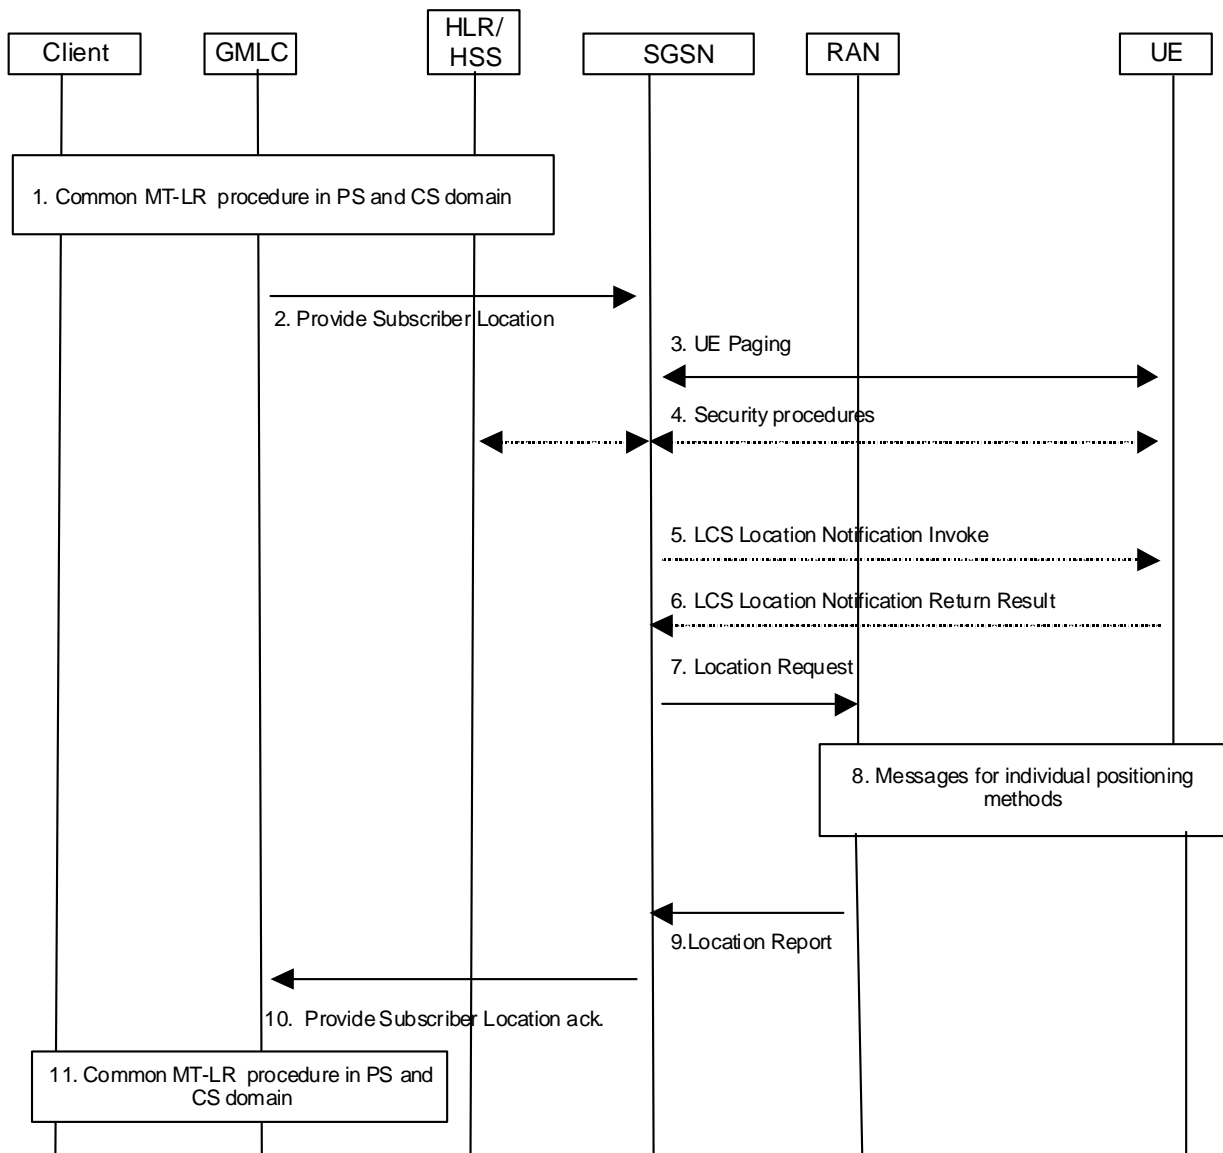 Client
GMLC
HLR/
HSS
SGSN
RAN
UE
1. Common MT-LR procedure in PS and CS domain
2. Provide Subscriber Location
3. UE Paging
4. Security procedures
5. LCS Location Notification Invoke
6. LCS Location Notification Return Result
7. Location Request
8. Messages for individual positioning
methods
9.Location Report
10. Provide Subscriber Location ack.
11. Common MT-LR procedure in PS and
CS domain